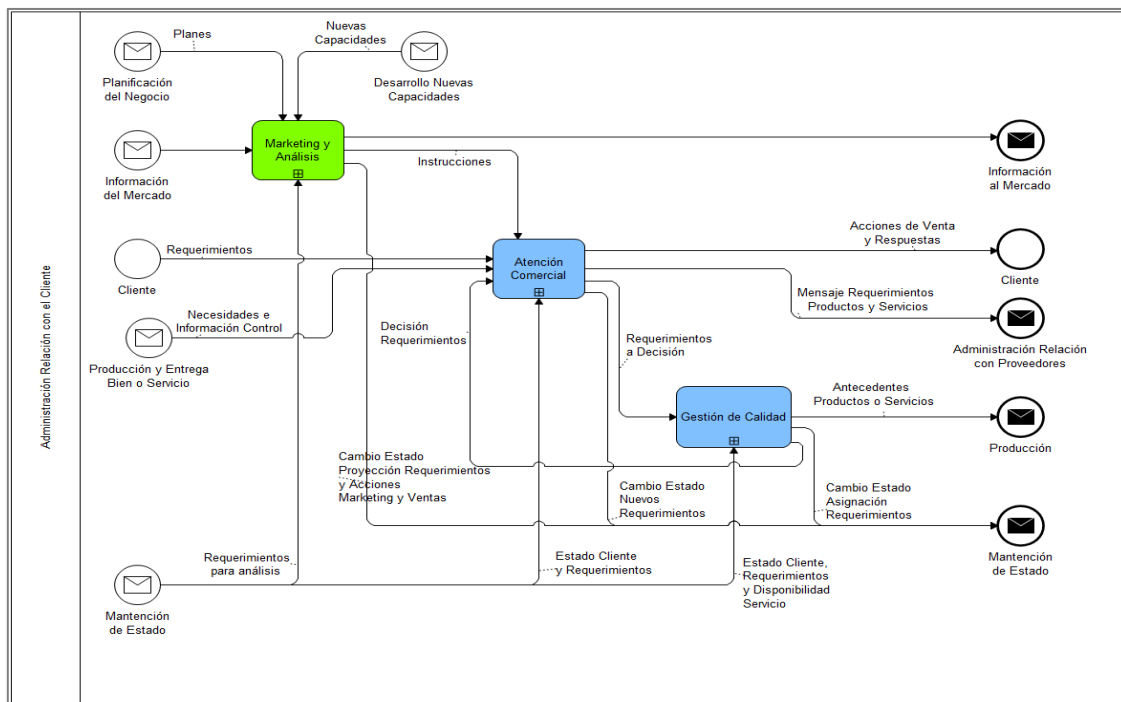 Administración Relación con el Cliente
Planes
Nuevas
Capacidades
Planificación
del Negocio
Desarrollo Nuevas
Capacidades
Marketing y
Análisis
Información
del Mercado
Instrucciones
Información
al Mercado
Requerimientos
Cliente
Atención
Comercial
Acciones de Venta
y Respuestas
Cliente
Necesidades e
Información Control
Producción y Entrega
Bien o Servicio
Decisión
Requerimientos
Requerimientos
a Decisión
Mensaje Requerimientos
Productos y Servicios
Administración Relación
con Proveedores
Gestión de Calidad
Antecedentes
Productos o Servicios
Producción
Cambio Estado
Proyección Requerimientos
y Acciones
Marketing y Ventas
Cambio Estado
Nuevos
Requerimientos
Cambio Estado
Asignación
Requerimientos
Mantención
de Estado
Requerimientos
para análisis
Estado Cliente
y Requerimientos
Estado Cliente,
Requerimientos
y Disponibilidad
Servicio
Mantención
de Estado